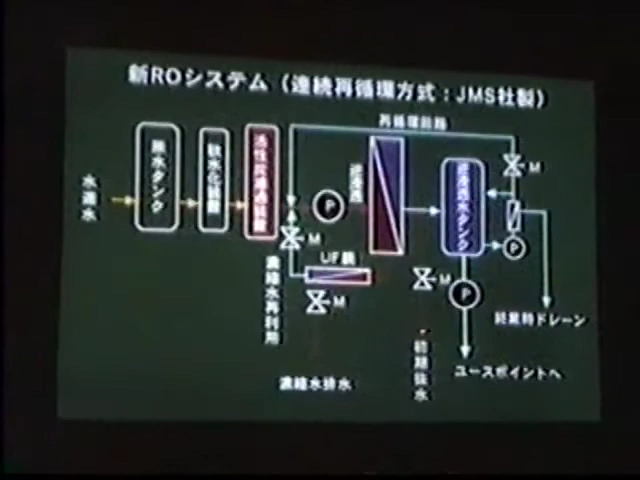 新ROシステム（連続再循環方式：JMS社製）
再循環回路
水道水
原水タンク
軟水化装置
活性炭濾過装置
P
逆浸透
逆浸透水タンク
M
P
M
UF膜
M
M
P
濃縮水再利用
終業時ドレーン
初期抜水
ユースポイントへ
濃縮水排水